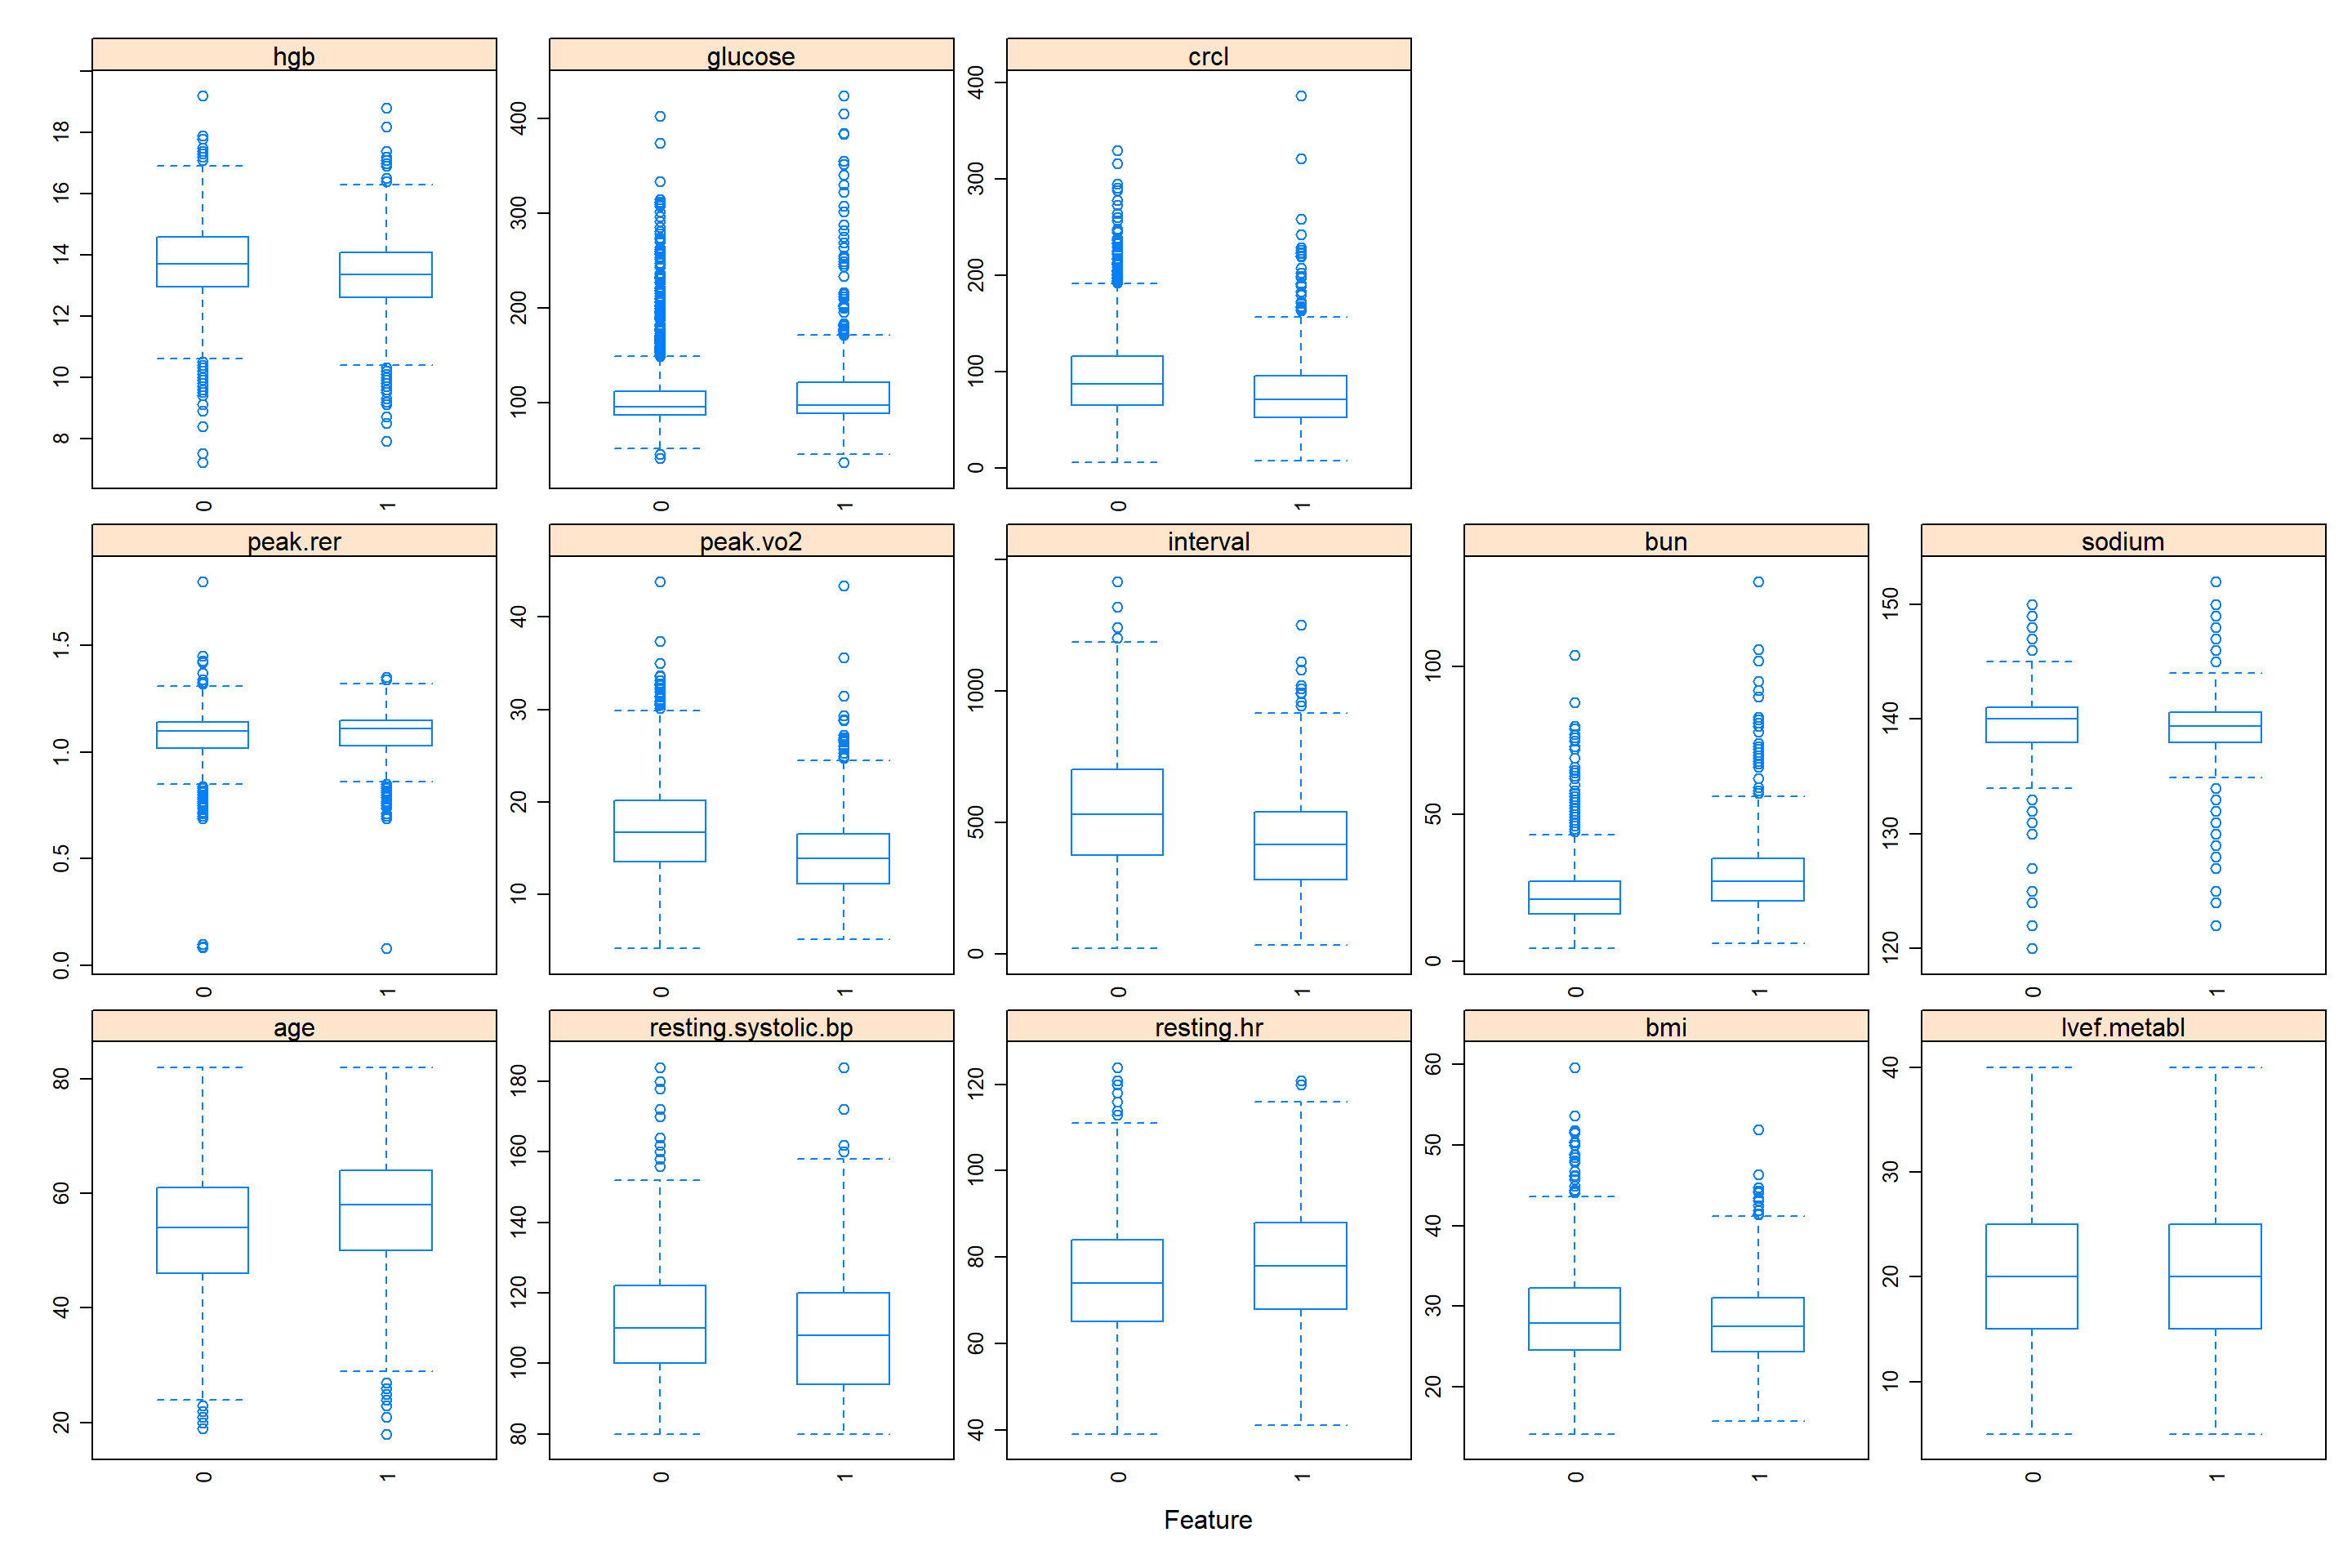 hgb glucose crcl
8 10 12 14 16 18
100 200 300 400
0 100 200 300 400
0 1 0 1 0 1
peak.rer peak.vo2 interval bun sodium
0.0 0.5 1.0 1.5
10 20 30 40
0 500 1000
0 50 100
120 130 140 150
0 1 0 1 0 1 0 1 0 1
age resting.systolic.bp resting.hr bmi lvef.metabl
20 40 60 80
80 100 120 140 160 180
40 60 80 100 120
20 30 40 50 60
10 20 30 40
0 1 0 1 0 1 0 1 0 1
Feature